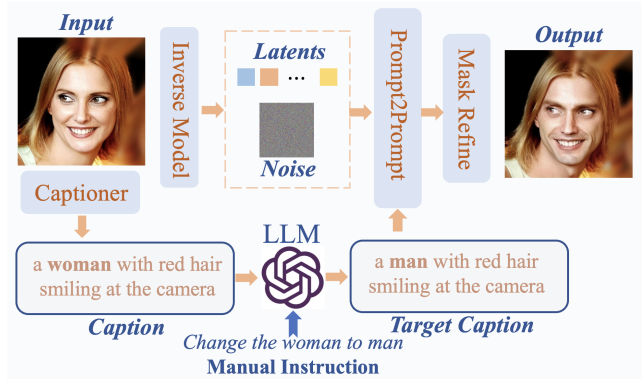 Input
Inverse Model
Latents
...
Noise
Prompt2Prompt
Mask Refine
Output
Captioner
a woman with red hair
smiling at the camera
Caption
LLM
a man with red hair
smiling at the camera
Target Caption
Change the woman to man
Manual Instruction